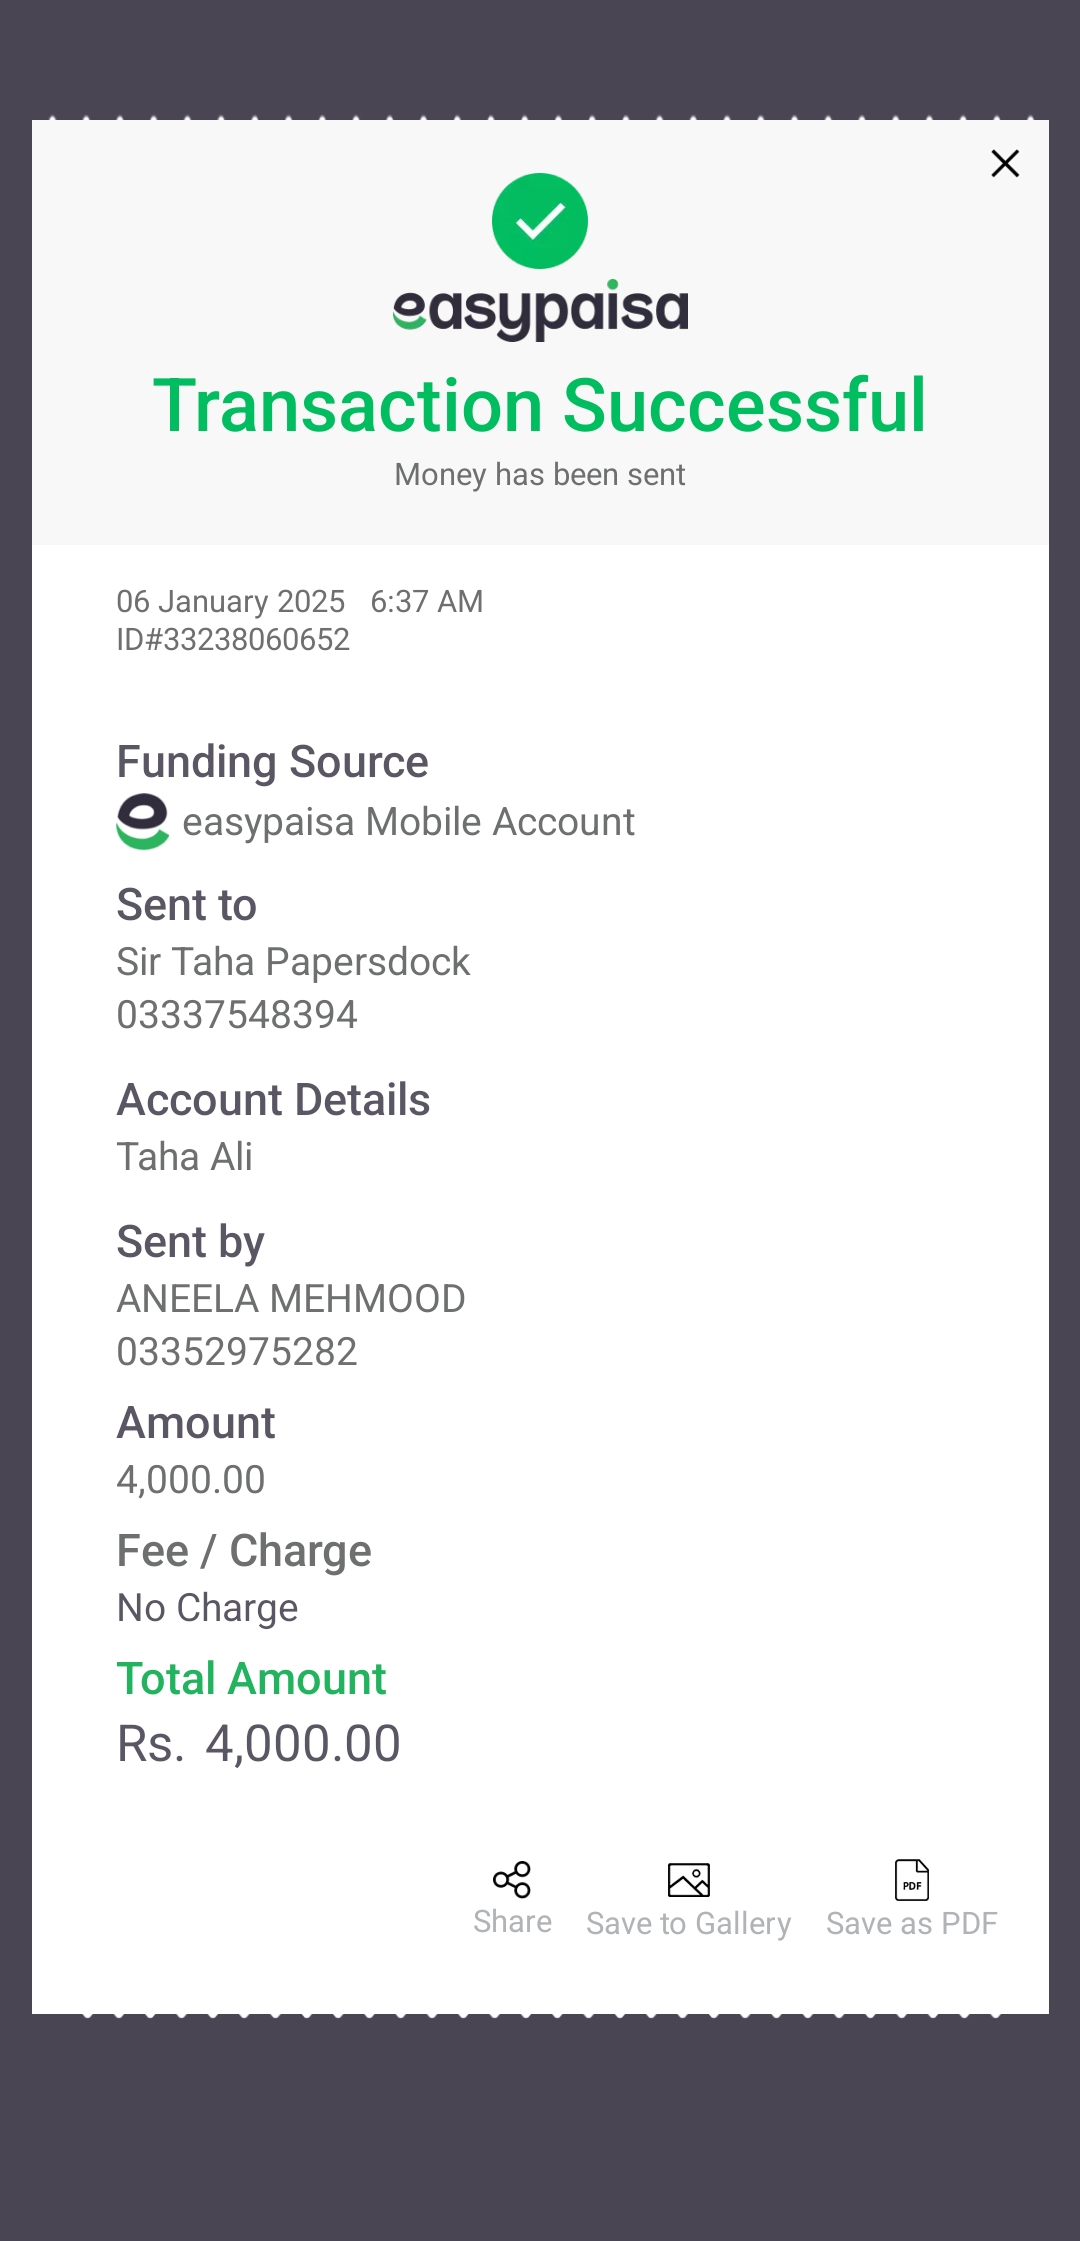 easypaisa
Transaction Successful
Money has been sent
06 January 2025 6:37 AM
ID#33238060652
Funding Source
easypaisa Mobile Account
Sent to
Sir Taha Papersdock
03337548394
Account Details
Taha Ali
Sent by
ANEELA MEHMOOD
03352975282
Amount
4,000.00
Fee / Charge
No Charge
Total Amount
Rs. 4,000.00
PDF
Share Save to Gallery Save as PDF